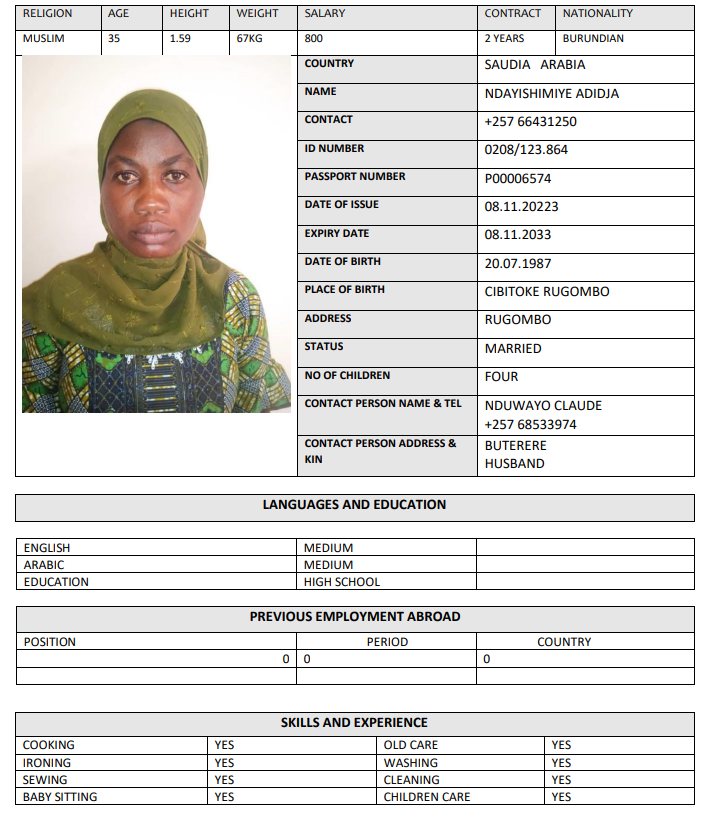 RELIGION AGE HEIGHT WEIGHT SALARY CONTRACT NATIONALITY
MUSLIM 35 1.59 67KG 800 2 YEARS BURUNDIAN
COUNTRY SAUDIA ARABIA
NAME NDAYISHIMIYE ADIDJA
CONTACT +257 66431250
ID NUMBER 0208/123.864
PASSPORT NUMBER P00006574
DATE OF ISSUE 08.11.20223
EXPIRY DATE 08.11.2033
DATE OF BIRTH 20.07.1987
PLACE OF BIRTH CIBITOKE RUGOMBO
ADDRESS RUGOMBO
STATUS MARRIED
NO OF CHILDREN FOUR
CONTACT PERSON NAME & TEL NDUWAYO CLAUDE
+257 68533974
CONTACT PERSON ADDRESS & BUTERERE
KIN HUSBAND
LANGUAGES AND EDUCATION
ENGLISH MEDIUM
ARABIC MEDIUM
EDUCATION HIGH SCHOOL
PREVIOUS EMPLOYMENT ABROAD
POSITION PERIOD COUNTRY
0 0 0
SKILLS AND EXPERIENCE
COOKING YES OLD CARE YES
IRONING YES WASHING YES
SEWING YES CLEANING YES
BABY SITTING YES CHILDREN CARE YES